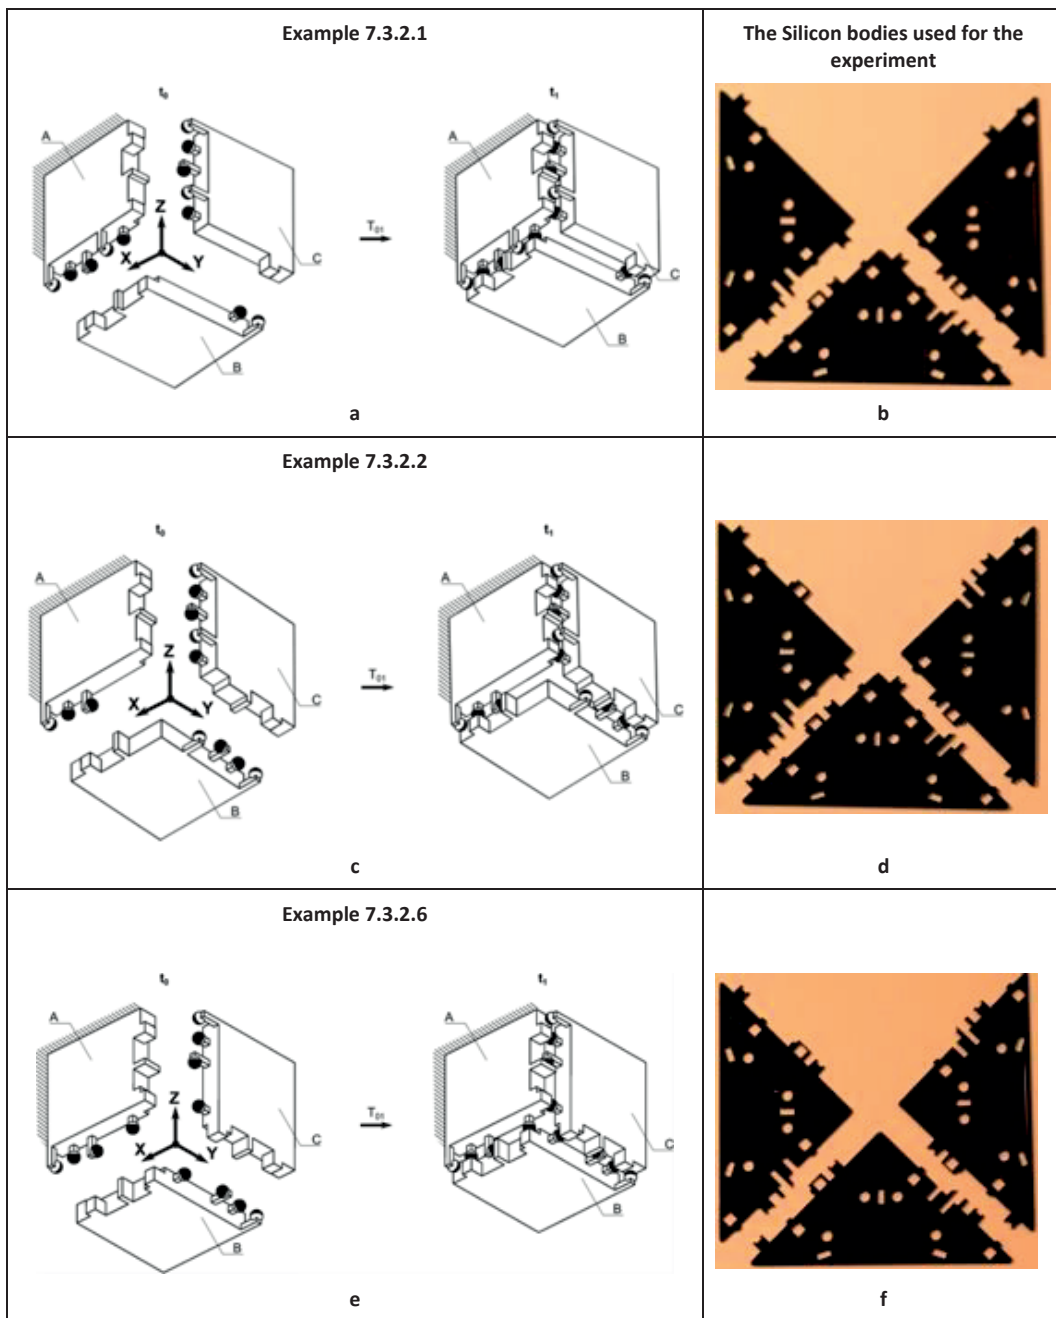 Example 7.3.2.1
The Silicon bodies used for the
experiment
t0
t1
A
Z
X
Y
C
B
T01
A
C
B
a
b
Example 7.3.2.2
t0
t1
A
Z
X
Y
C
B
T01
A
C
B
c
d
Example 7.3.2.6
t0
t1
A
Z
X
Y
C
B
T01
A
C
B
e
f